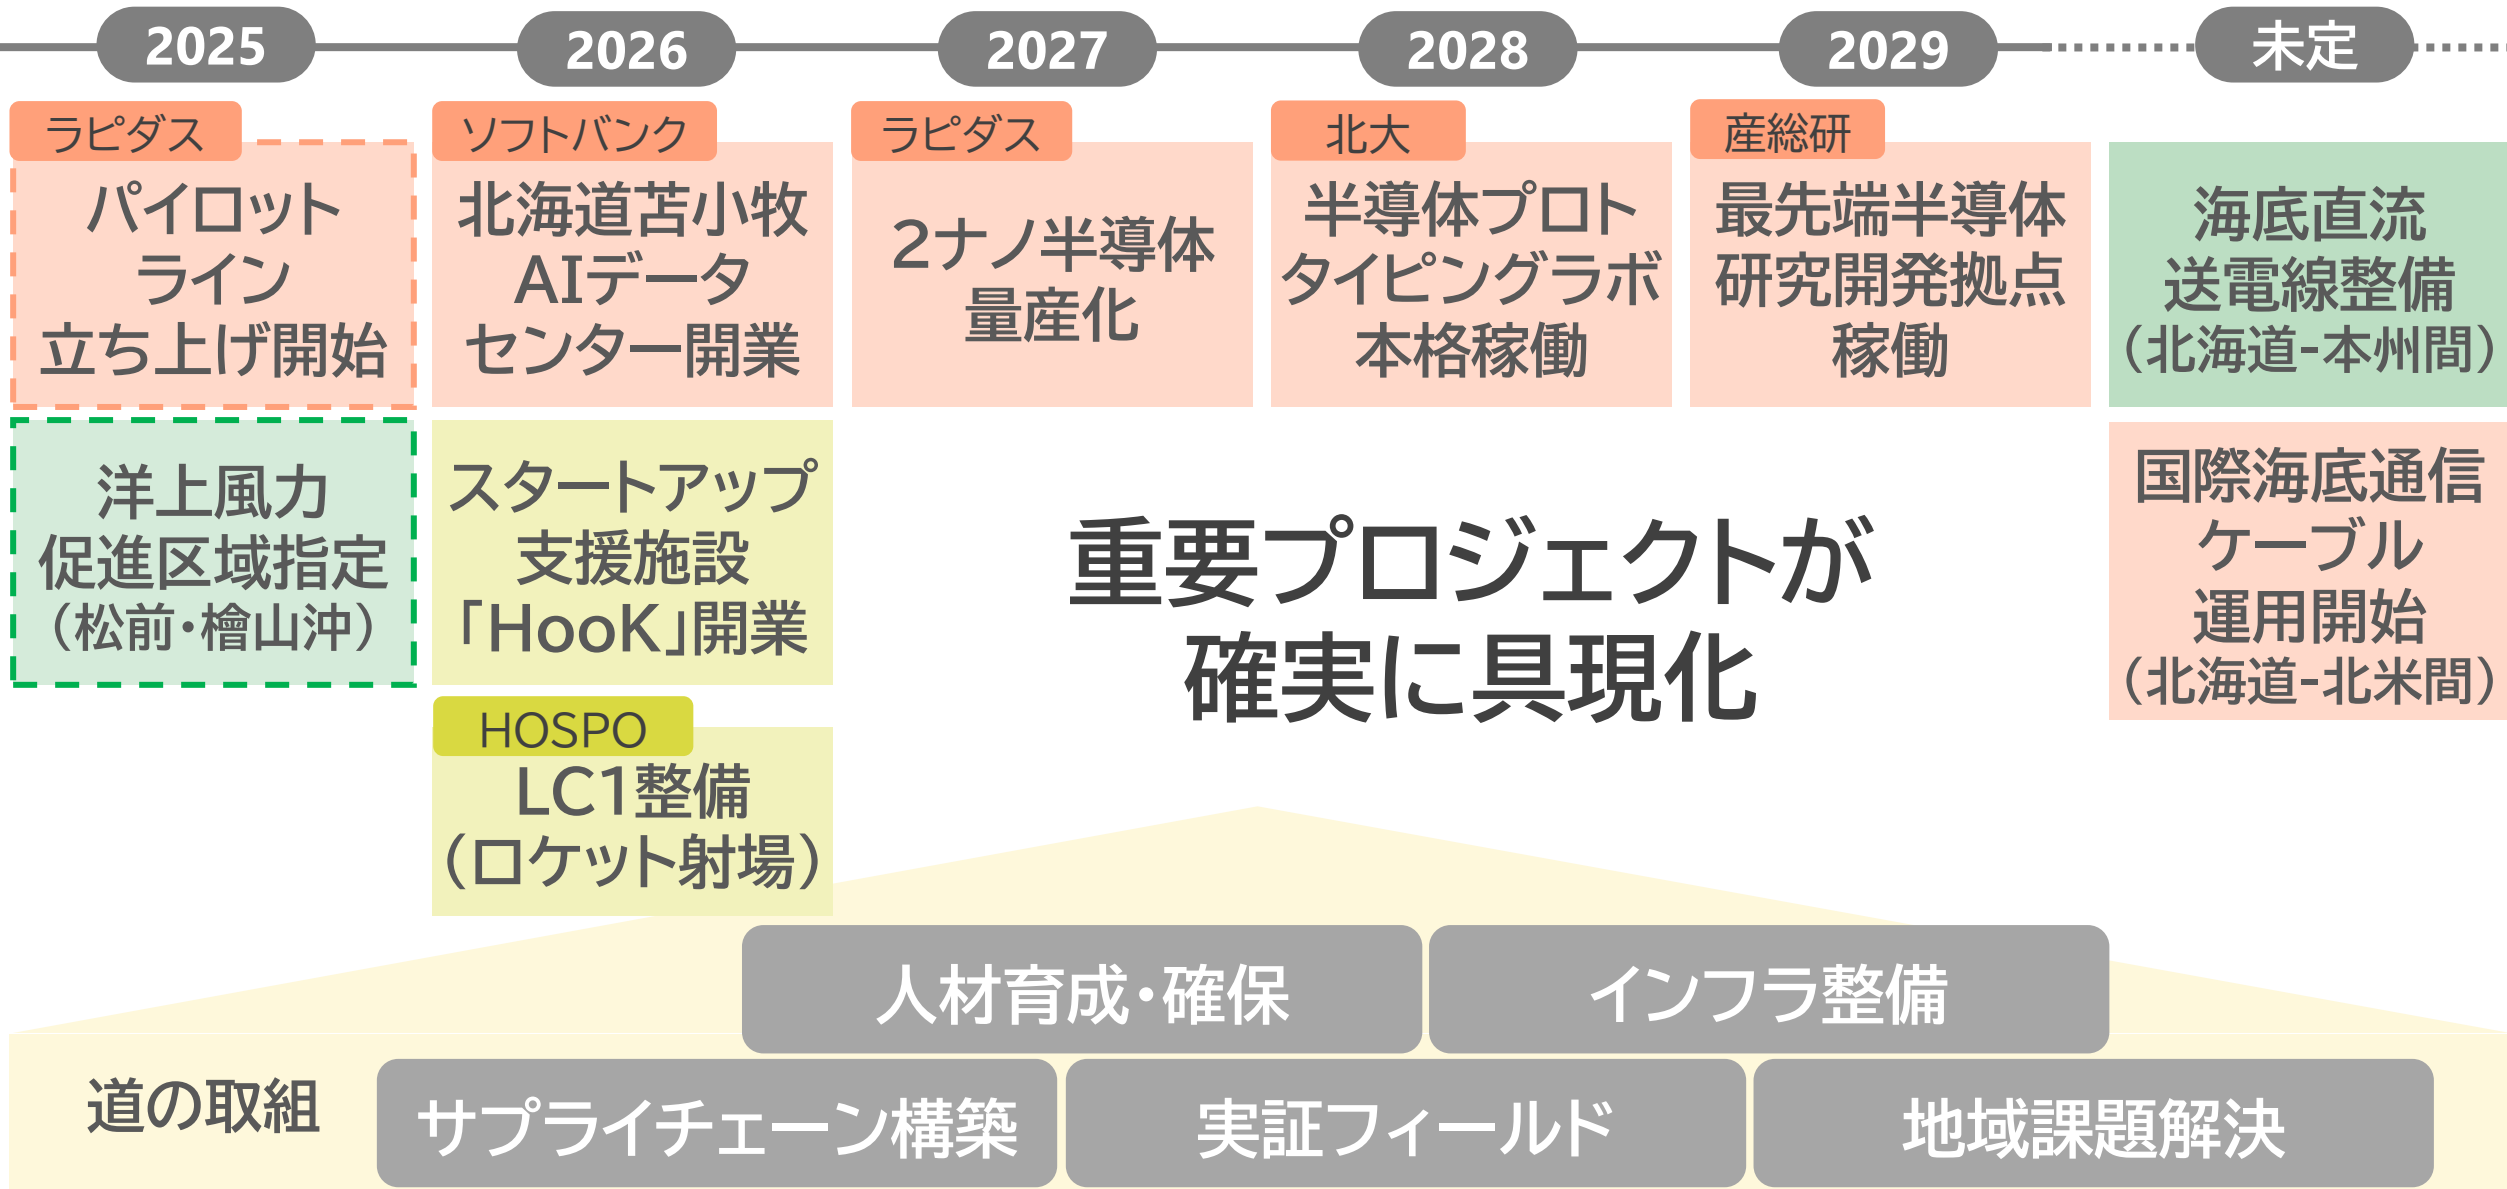 2025
2026
2027
2028
2029
未定
ラピダス
パイロット
ライン
立ち上げ開始
ソフトバンク
北海道苫小牧
AIデータ
センター開業
ラピダス
2ナノ半導体
量産化
北大
半導体プロト
タイピングラボ
本格稼働
産総研
最先端半導体
研究開発拠点
稼働
海底直流
送電網整備
(北海道-本州間)
洋上風力
促進区域指定
(松前・檜山沖)
スタートアップ
支援施設
「HooK」開業
国際海底通信
ケーブル
運用開始
(北海道-北米間)
HOSPO
LC1整備
(ロケット射場)
重要プロジェクトが
確実に具現化
人材育成・確保
インフラ整備
道の取組
サプライチェーン構築
実証フィールド
地域課題解決